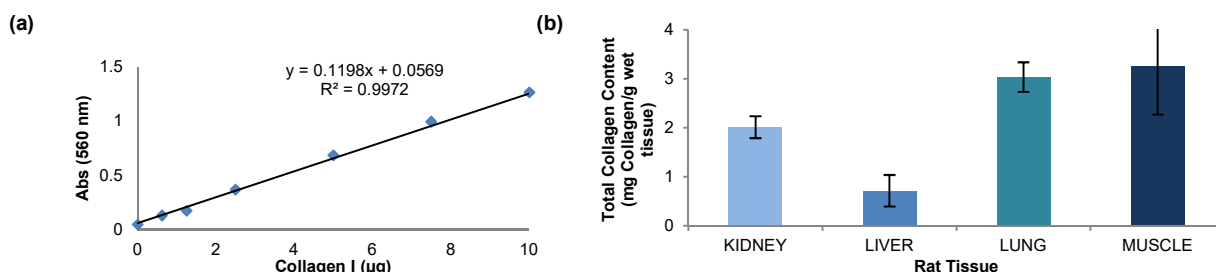 (a)
y = 0.1198x + 0.0569
R² = 0.9972
1.5
1
0.5
0
Abs (560 nm)
0 2 4 6 8 10
Collagen I (µg)
(b)
4
3
2
1
0
Total Collagen Content
(mg Collagen/g wet
tissue)
KIDNEY LIVER LUNG MUSCLE
Rat Tissue